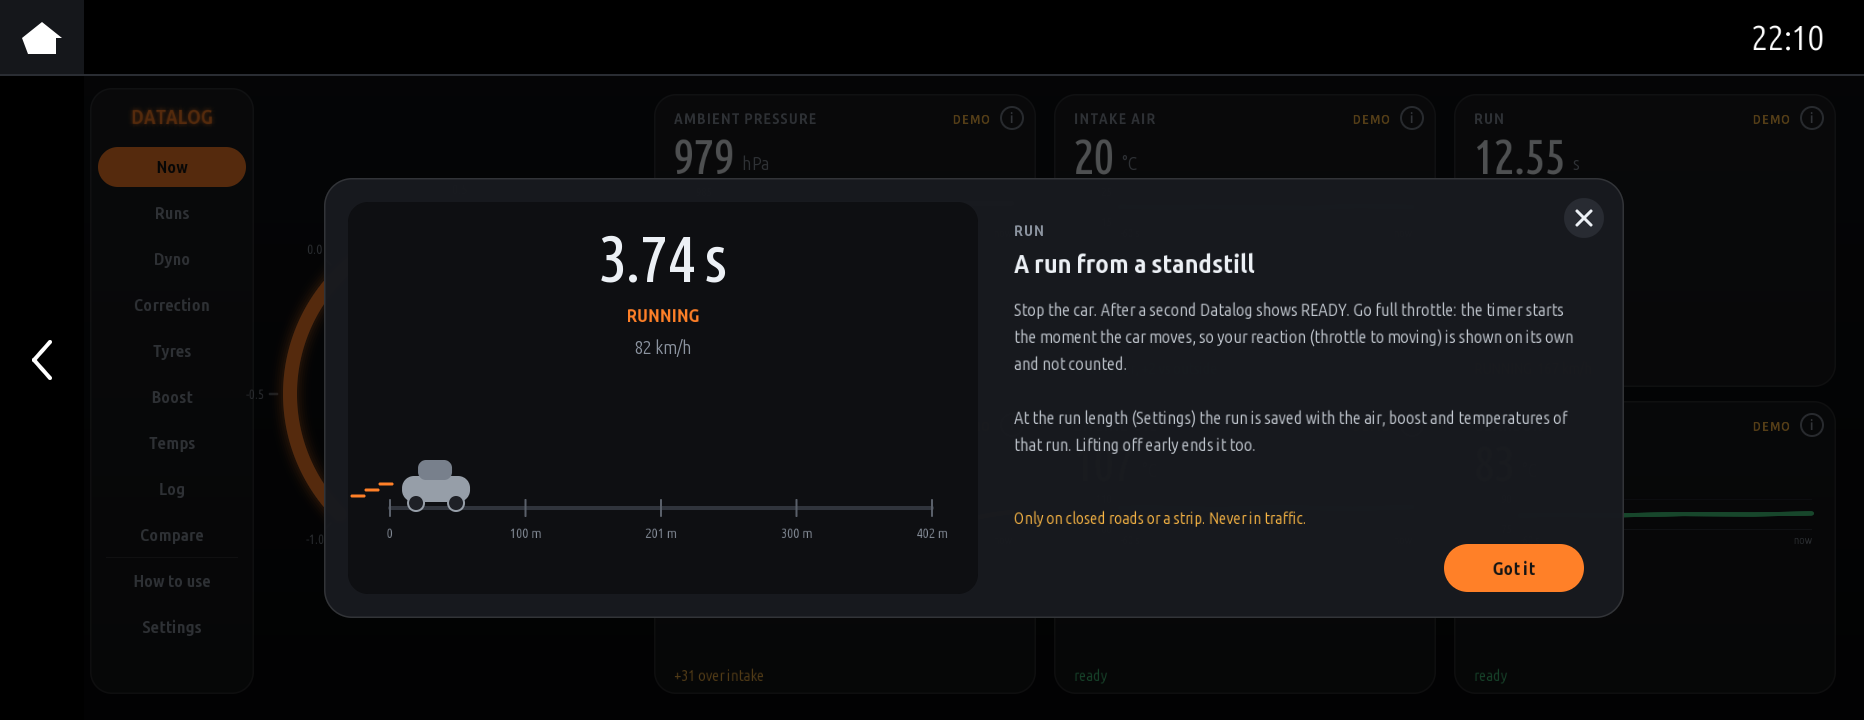 22:10
DATALOG
Now
Runs
Dyno
Correction
Tyres
Boost
Temps
Log
Compare
How to use
Settings
0.0
-0.5
-1.0
AMBIENT PRESSURE
DEMO
i
979 hPa
INTAKE AIR
DEMO
i
20 °C
RUN
DEMO
i
12.55 s
3.74 s
RUNNING
82 km/h
0
100 m
201 m
300 m
402 m
RUN
A run from a standstill
Stop the car. After a second Datalog shows READY. Go full throttle: the timer starts
the moment the car moves, so your reaction (throttle to moving) is shown on its own
and not counted.
At the run length (Settings) the run is saved with the air, boost and temperatures of
that run. Lifting off early ends it too.
Only on closed roads or a strip. Never in traffic.
Got it
DEMO
i
now
+31 over intake
ready
ready